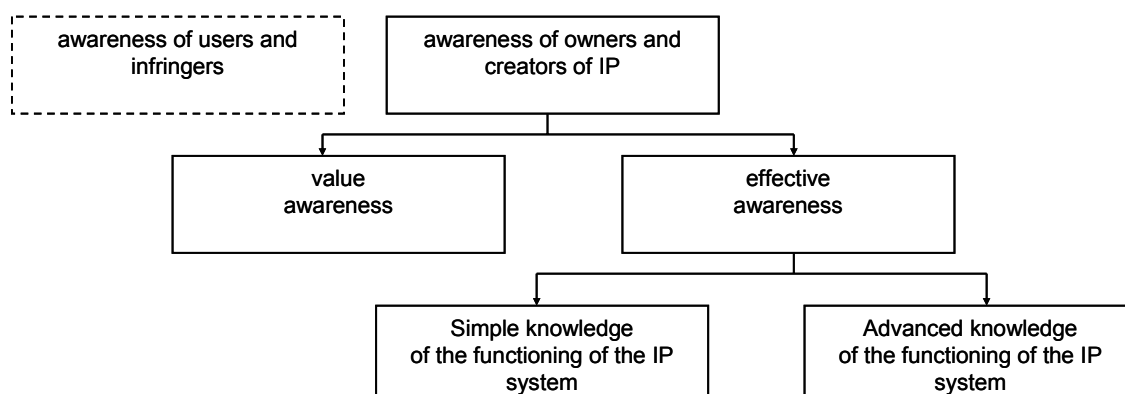 awareness of users and
infringers
awareness of owners and
creators of IP
value
awareness
effective
awareness
Simple knowledge
of the functioning of the IP
system
Advanced knowledge
of the functioning of the IP
system